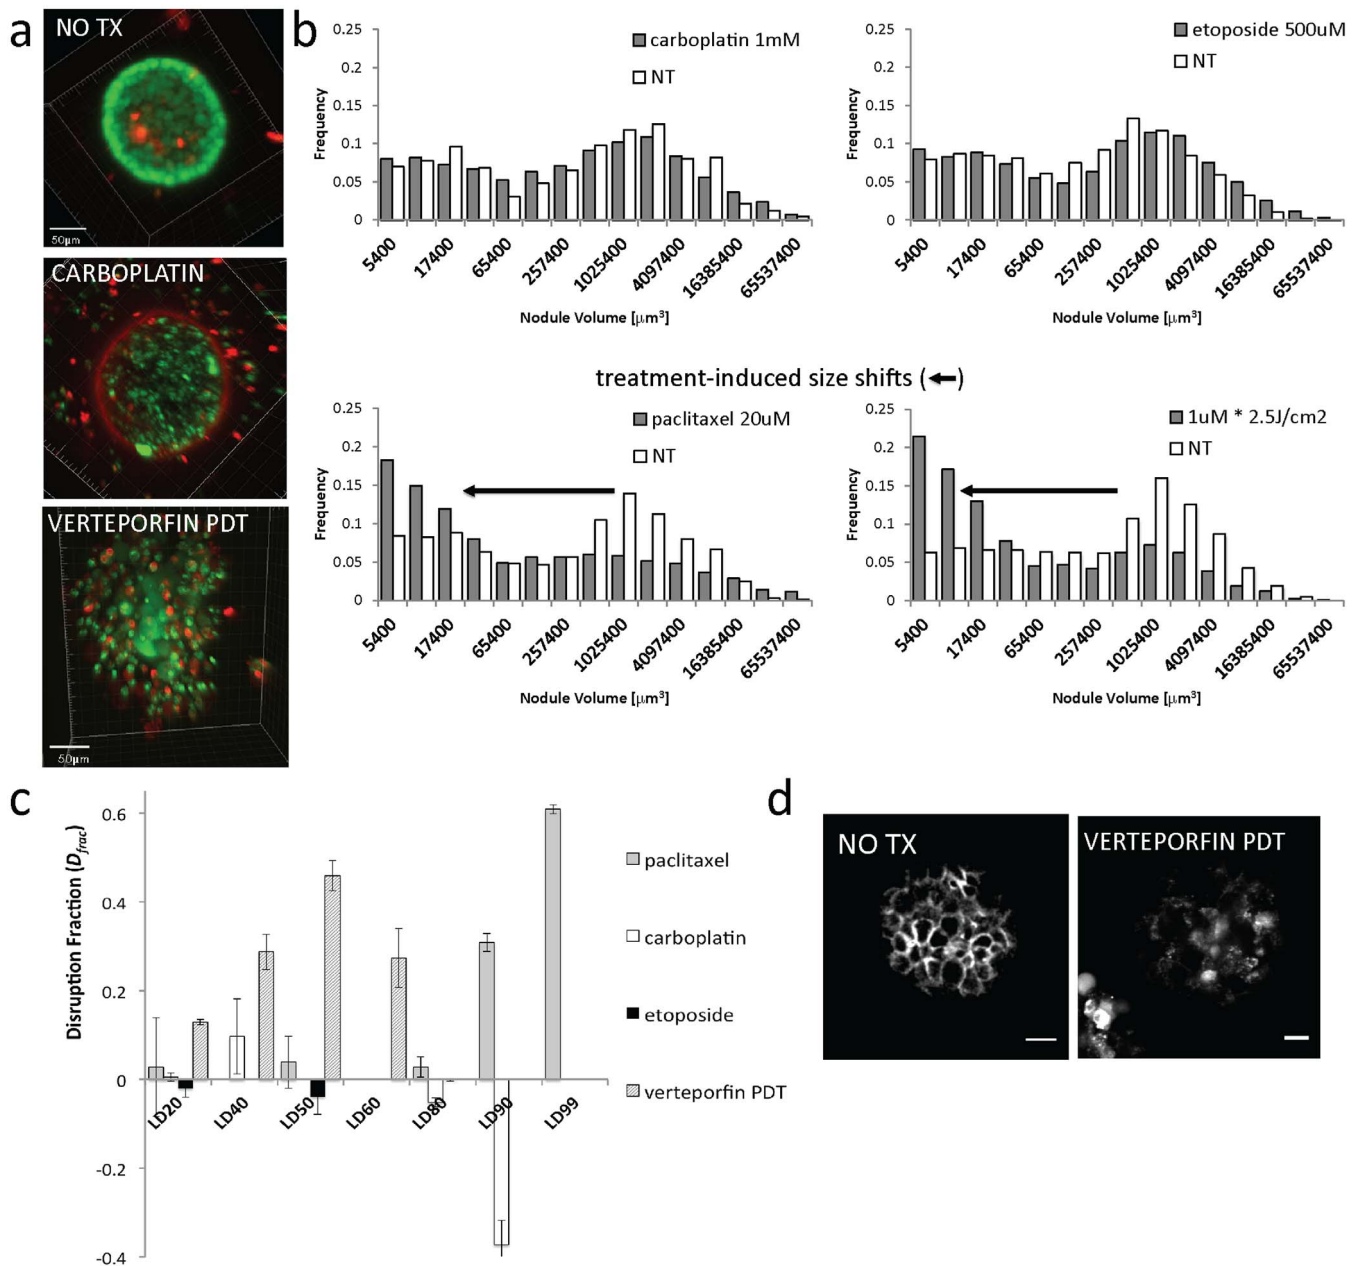 a
NO TX
50µm
CARBOPLATIN
50µm
VERTEPORFIN PDT
50µm
b
0.25
0.2
0.15
0.1
0.05
0
Frequency
carboplatin 1mM
NT
5400
17400
65400
257400
1025400
4097400
16385400
65537400
Nodule Volume [µm³]
0.25
0.2
0.15
0.1
0.05
0
Frequency
etoposide 500uM
NT
5400
17400
65400
257400
1025400
4097400
16385400
65537400
Nodule Volume [µm³]
treatment-induced size shifts (←)
0.25
0.2
0.15
0.1
0.05
0
Frequency
paclitaxel 20uM
NT
5400
17400
65400
257400
1025400
4097400
16385400
65537400
Nodule Volume [µm³]
0.25
0.2
0.15
0.1
0.05
0
Frequency
1uM * 2.5J/cm2
NT
5400
17400
65400
257400
1025400
4097400
16385400
65537400
Nodule Volume [µm³]
c
Disruption Fraction (D_frac)
0.6
0.4
0.2
0
-0.2
-0.4
LD20
LD40
LD50
LD60
LD80
LD90
LD99
paclitaxel
carboplatin
etoposide
verteporfin PDT
d
NO TX
VERTEPORFIN PDT